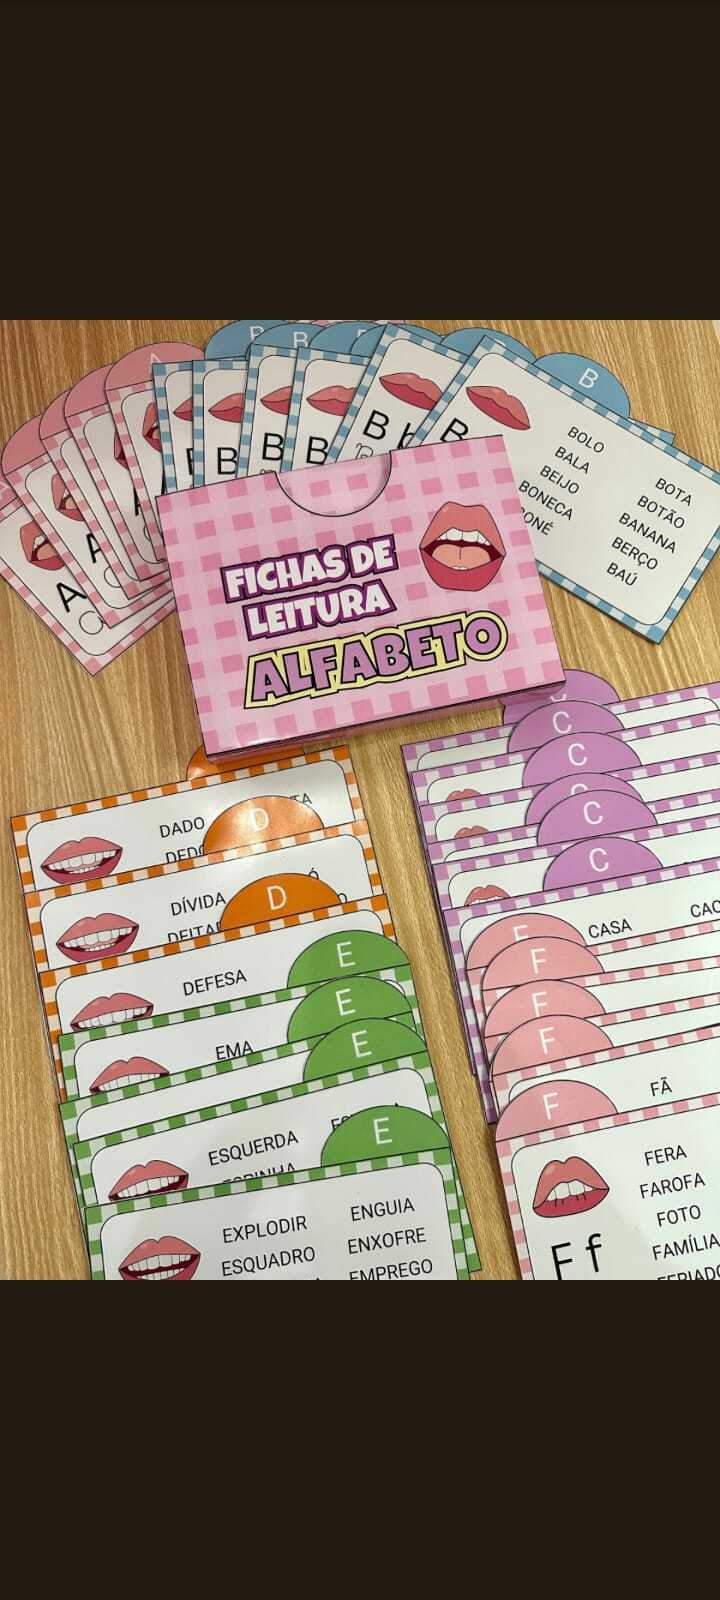 A
B
B
B
BOLO
BALA
BEIJO
BONECA
BOTA
BOTÃO
BANANA
BERÇO
BAÚ
B
B
B
B
B
A
A
FICHAS DE
LEITURA
ALFABETO
C
C
C
C
CASA
D
DADO
D
DÍVIDA
DEFESA
E
E
E
EMA
E
ESQUERDA
EXPLODIR
ESQUADRO
ENGUIA
ENXOFRE
EMPREGO
F
F
F
F
F
FÃ
F f
FERA
FAROFA
FOTO
FAMÍLIA